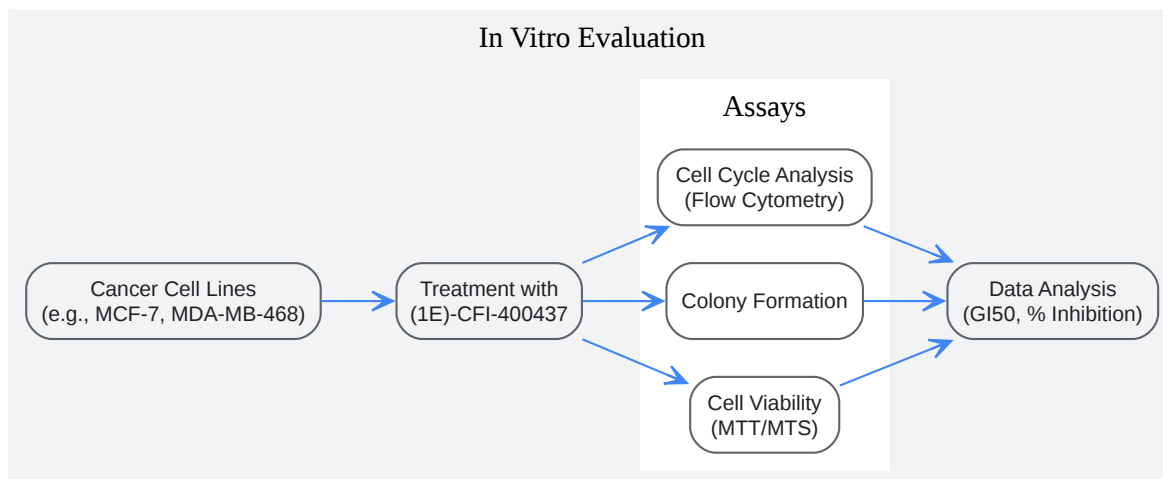 In Vitro Evaluation
Assays
Cell Cycle Analysis
(Flow Cytometry)
Cancer Cell Lines
(e.g., MCF-7, MDA-MB-468)
Treatment with
(1E)-CFI-400437
Colony Formation
Data Analysis
(GI50, % Inhibition)
Cell Viability
(MTT/MTS)